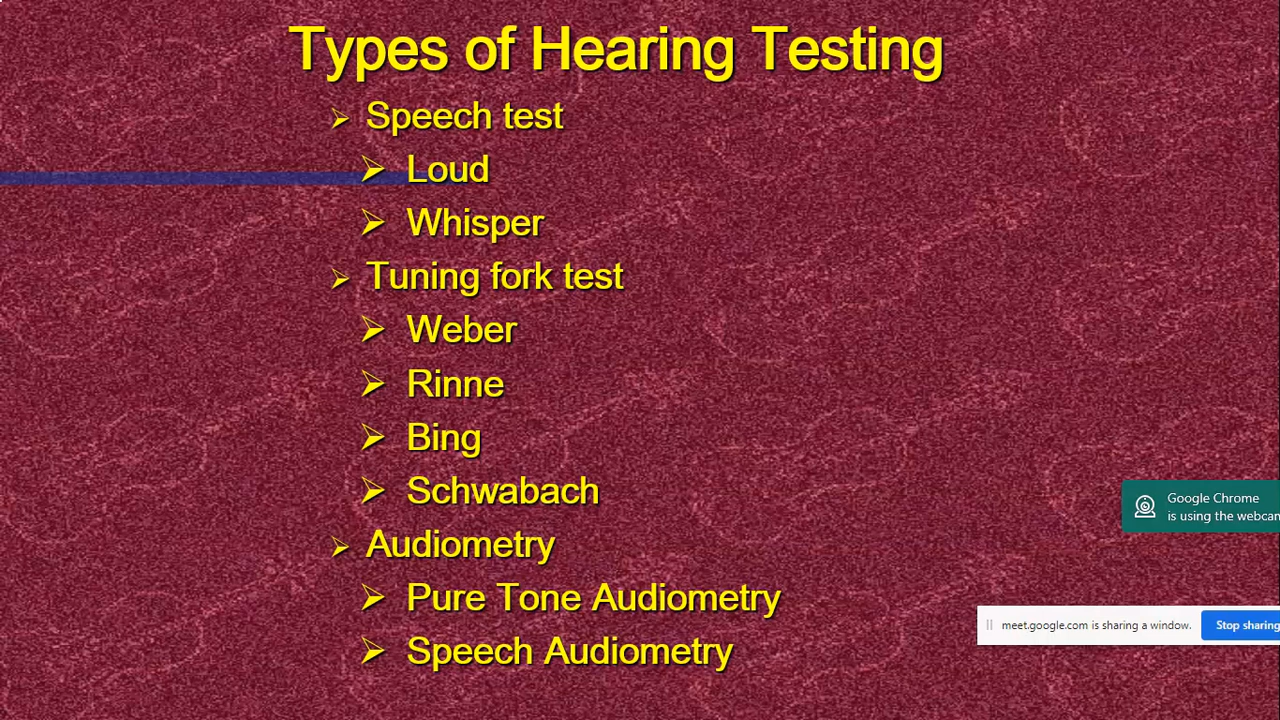 Types of Hearing Testing
Speech test
Loud
Whisper
Tuning fork test
Weber
Rinne
Bing
Schwabach
Audiometry
Pure Tone Audiometry
Speech Audiometry
Google Chrome
is using the webcam
meet.google.com is sharing a window.
Stop sharing